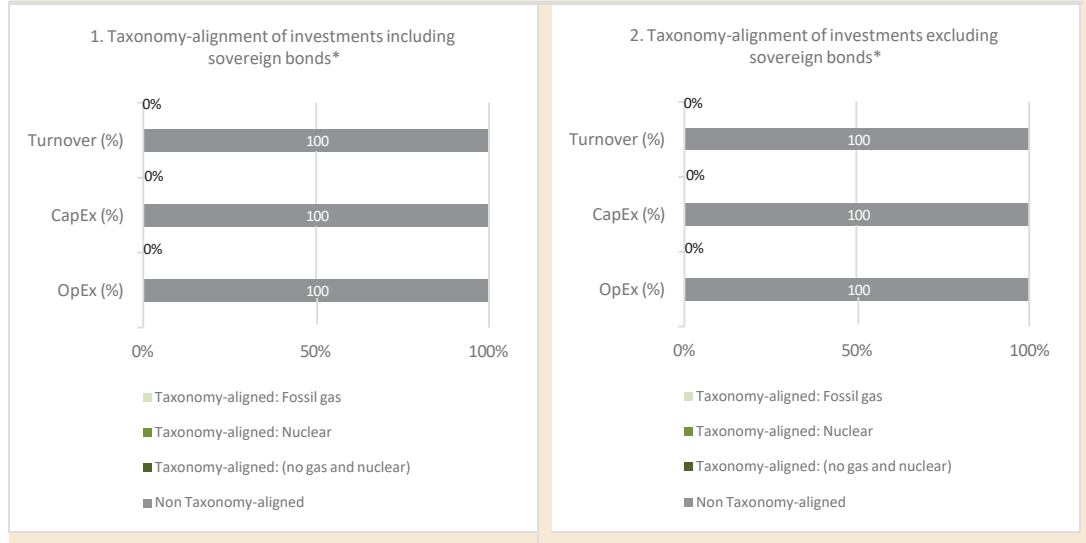 1. Taxonomy-alignment of investments including
sovereign bonds*
0%
Turnover (%)
100
0%
CapEx (%)
100
0%
OpEx (%)
100
0%
50%
100%
Taxonomy-aligned: Fossil gas
Taxonomy-aligned: Nuclear
Taxonomy-aligned: (no gas and nuclear)
Non Taxonomy-aligned
2. Taxonomy-alignment of investments excluding
sovereign bonds*
0%
Turnover (%)
100
0%
CapEx (%)
100
0%
OpEx (%)
100
0%
50%
100%
Taxonomy-aligned: Fossil gas
Taxonomy-aligned: Nuclear
Taxonomy-aligned: (no gas and nuclear)
Non Taxonomy-aligned